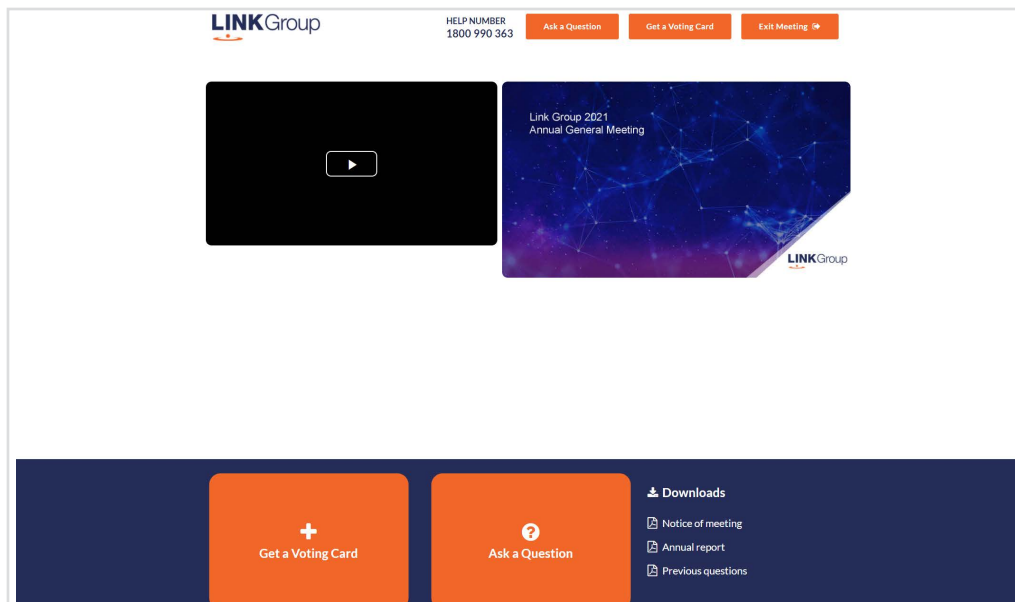 LINKGroup
HELP NUMBER
1800 990 363
Ask a Question
Get a Voting Card
Exit Meeting
Link Group 2021
Annual General Meeting
LINKGroup
Get a Voting Card
Ask a Question
Downloads
Notice of meeting
Annual report
Previous questions